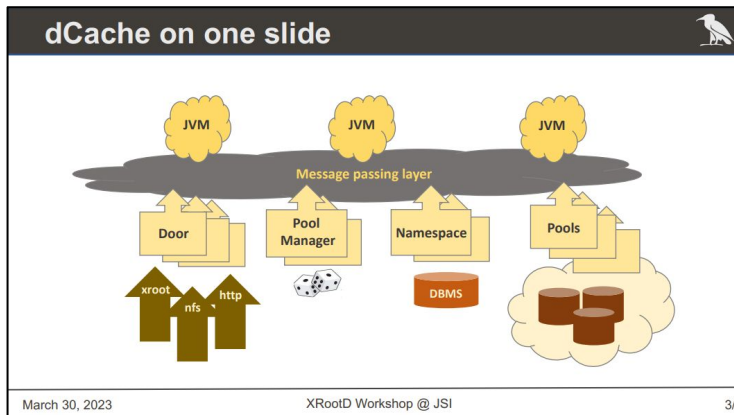 dCache on one slide
JVM
JVM
JVM
Message passing layer
Door
Pool
Manager
Namespace
Pools
xroot
nfs
http
DBMS
March 30, 2023
XRootD Workshop @ JSI
3/